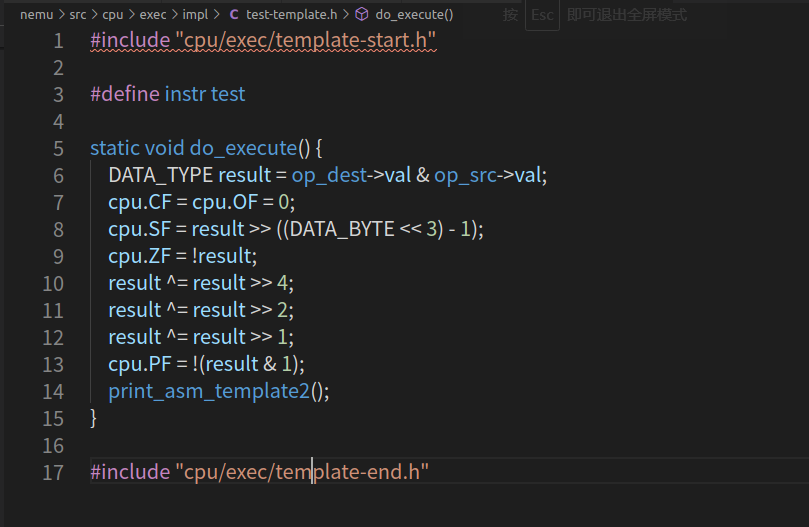 nemu > src > cpu > exec > impl > C test-template.h > do_execute()
按 Esc 即可退出全屏模式
1 #include "cpu/exec/template-start.h"
2
3 #define instr test
4
5 static void do_execute() {
6 DATA_TYPE result = op_dest->val & op_src->val;
7 cpu.CF = cpu.OF = 0;
8 cpu.SF = result >> ((DATA_BYTE << 3) - 1);
9 cpu.ZF = !result;
10 result ^= result >> 4;
11 result ^= result >> 2;
12 result ^= result >> 1;
13 cpu.PF = !(result & 1);
14 print_asm_template2();
15 }
16
17 #include "cpu/exec/template-end.h"